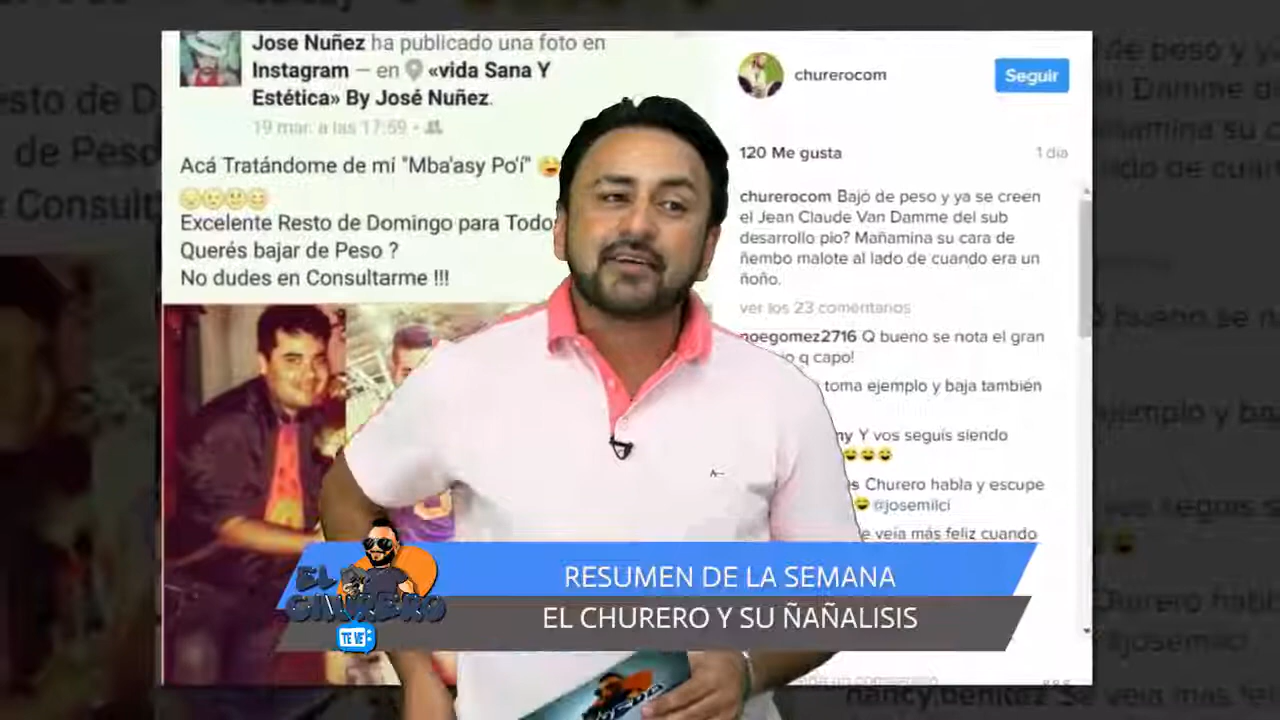 Jose Nuñez ha publicado una foto en
Instagram — en «vida Sana Y
Estética» By José Nuñez.
19 mar. a las 17:59 ·
Acá Tratándome de mi "Mba'asy Po'i"
Excelente Resto de Domingo para Todo
Querés bajar de Peso ?
No dudes en Consultarme !!!
churerocom
Seguir
120 Me gusta
1 día
churerocom Bajó de peso y ya se creen
el Jean Claude Van Damme del sub
desarrollo pio? Mañamina su cara de
ñembo malote al lado de cuando era un
ñoño.
ver los 23 comentarios
noegomez2716 Q bueno se nota el gran
q capo!
toma ejemplo y baja también
Y vos seguís siendo
Churero habla y escupe
@josemilci
e veía más feliz cuando
EL
CHURERO
TE VE
RESUMEN DE LA SEMANA
EL CHURERO Y SU ÑAÑALISIS